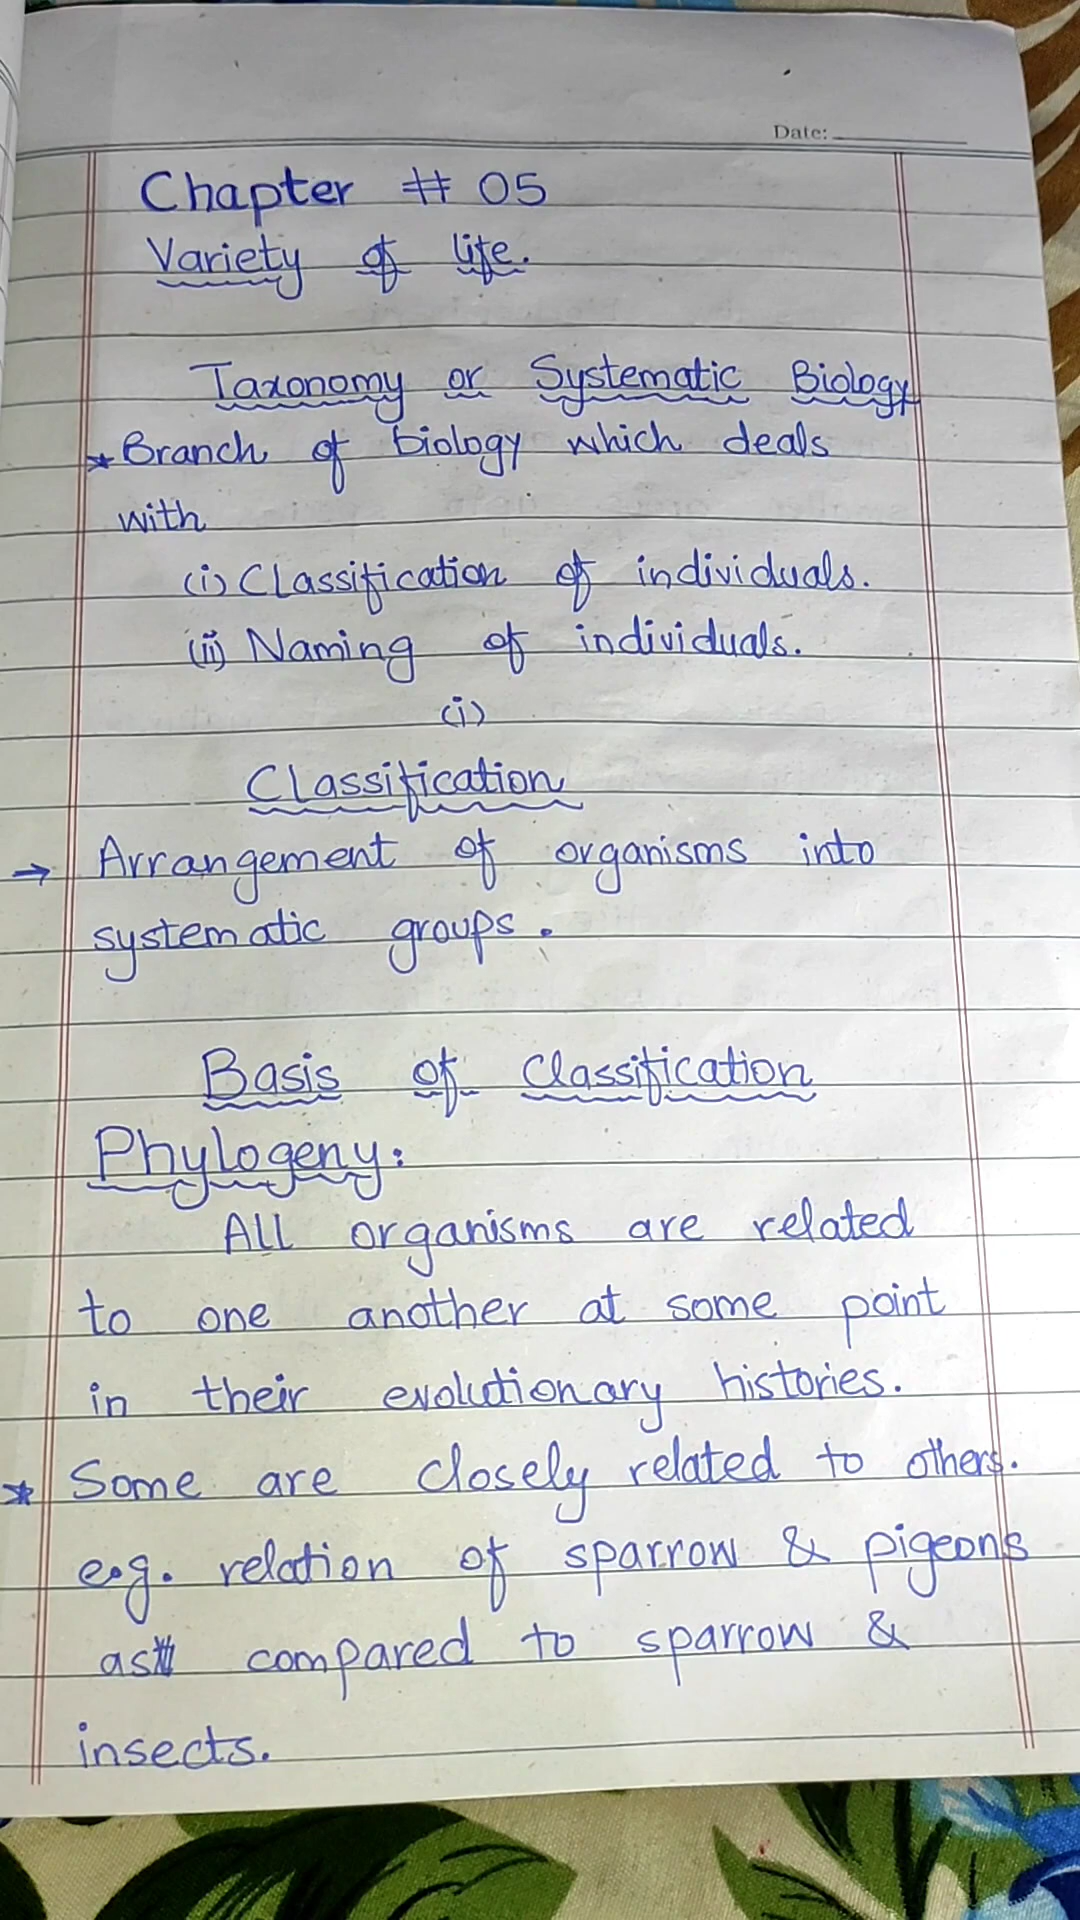 Date:
Chapter # 05
Variety of life.
Taxonomy or Systematic Biology
* Branch of biology which deals
with
(i) Classification of individuals.
(ii) Naming of individuals.
(i)
Classification
→ Arrangement of organisms into
systematic groups.
Basis of Classification
Phylogeny:
All organisms are related
to one another at some point
in their evolutionary histories.
* Some are closely related to others.
e.g. relation of sparrow & pigeons
as compared to sparrow &
insects.